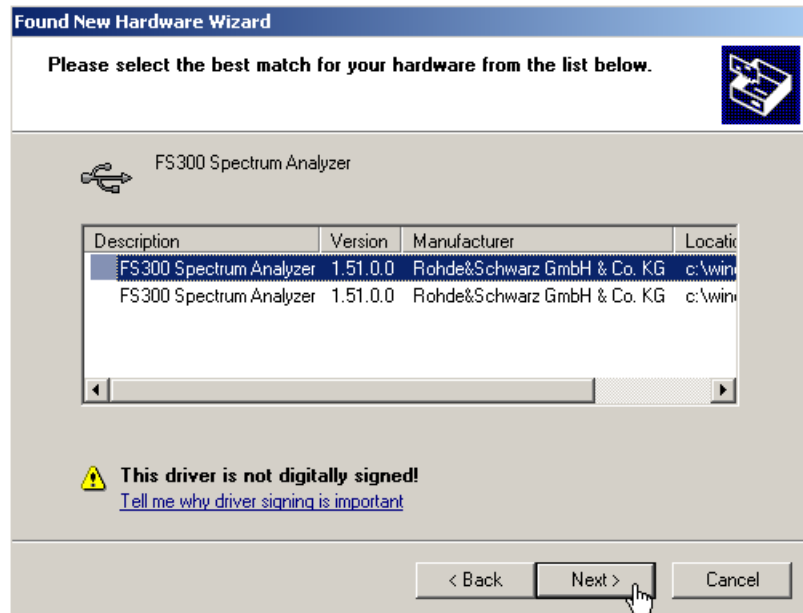 Found New Hardware Wizard
Please select the best match for your hardware from the list below.
FS300 Spectrum Analyzer
Description Version Manufacturer Locatic
FS300 Spectrum Analyzer 1.51.0.0 Rohde&Schwarz GmbH & Co. KG c:\win
FS300 Spectrum Analyzer 1.51.0.0 Rohde&Schwarz GmbH & Co. KG c:\win
This driver is not digitally signed!
Tell me why driver signing is important
< Back Next > Cancel